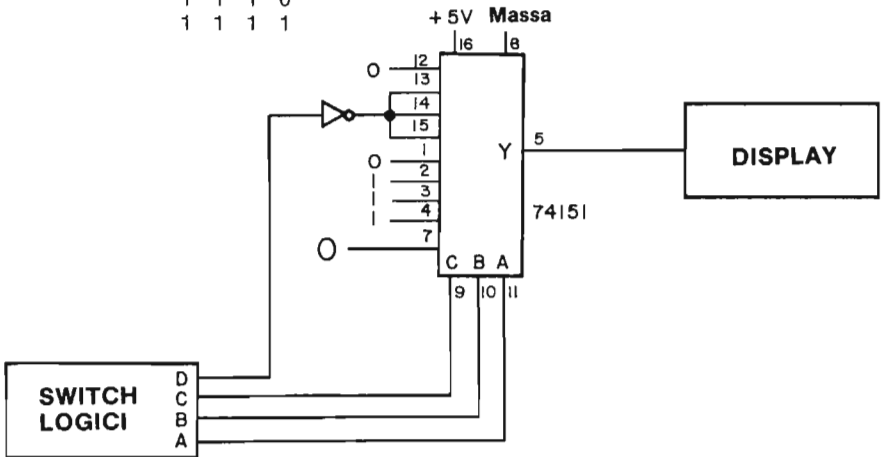 1 1 1 0
1 1 1 1
+5V Massa
16 8
0 12
13
14
15
0 1
1 2
1 3
1 4
0 7
Y 5
74151
DISPLAY
C B A
9 10 11
SWITCH
LOGICI
D
C
B
A